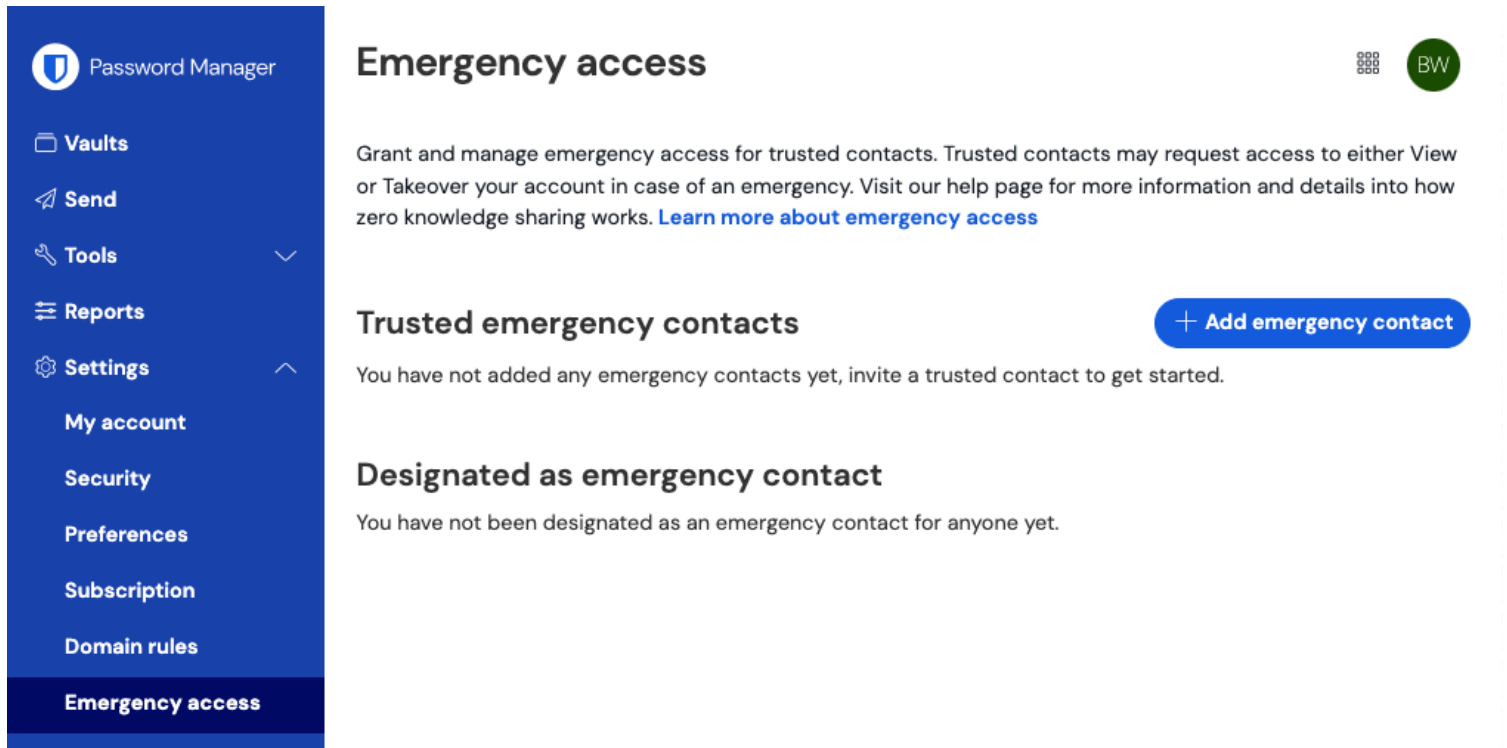 Password Manager
Vaults
Send
Tools
Reports
Settings
My account
Security
Preferences
Subscription
Domain rules
Emergency access
Emergency access
BW
Grant and manage emergency access for trusted contacts. Trusted contacts may request access to either View
or Takeover your account in case of an emergency. Visit our help page for more information and details into how
zero knowledge sharing works. Learn more about emergency access
Trusted emergency contacts
Add emergency contact
You have not added any emergency contacts yet, invite a trusted contact to get started.
Designated as emergency contact
You have not been designated as an emergency contact for anyone yet.